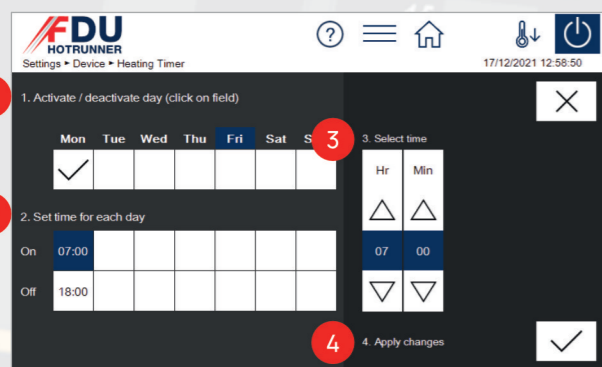 FDU
HOTRUNNER
Settings ▸ Device ▸ Heating Timer
?
17/12/2021 12:58:50
1. Activate / deactivate day (click on field)
Mon Tue Wed Thu Fri Sat
3
3. Select time
Hr Min
2. Set time for each day
On 07:00
07 00
Off 18:00
4
4. Apply changes